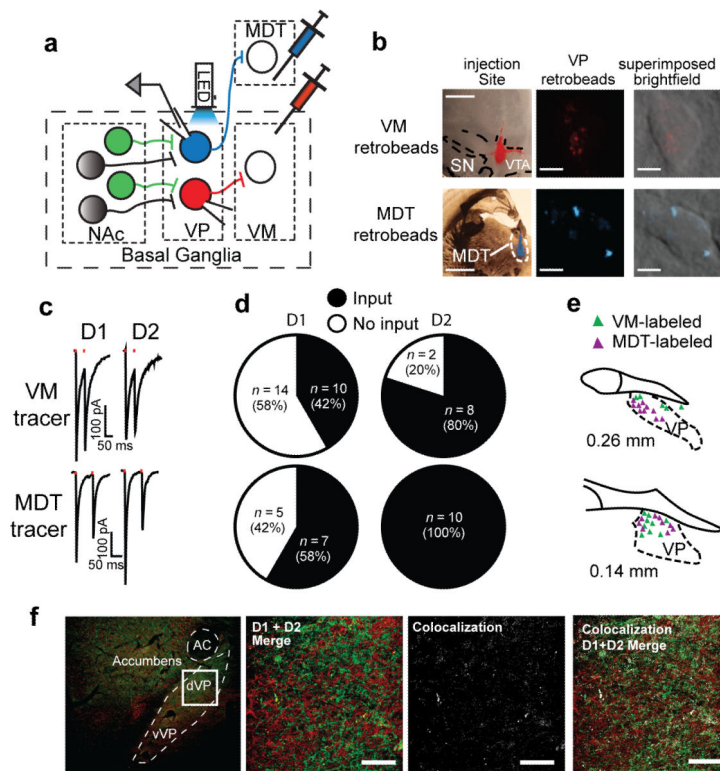 a
MDT
LED
NAc
VP
VM
Basal Ganglia
b
injection
Site
VP
retrobeads
superimposed
brightfield
VM
retrobeads
SN
VTA
MDT
retrobeads
MDT
c
D1
D2
VM
tracer
100 pA
50 ms
MDT
tracer
100 pA
50 ms
d
Input
No input
D1
D2
n = 14
(58%)
n = 10
(42%)
n = 2
(20%)
n = 8
(80%)
n = 5
(42%)
n = 7
(58%)
n = 10
(100%)
e
VM-labeled
MDT-labeled
VP
0.26 mm
VP
0.14 mm
f
AC
Accumbens
dVP
vVP
D1 + D2
Merge
Colocalization
Colocalization
D1+D2 Merge